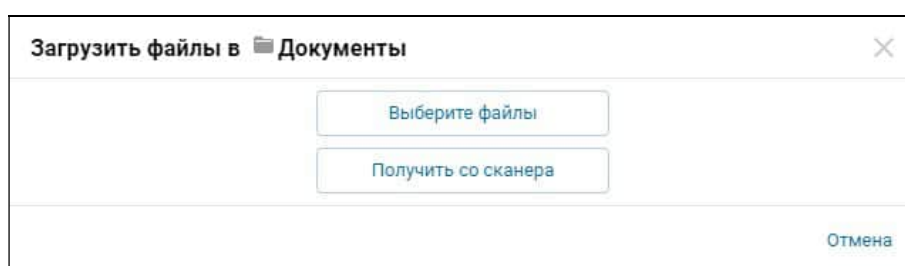 Загрузить файлы в Документы
Выберите файлы
Получить со сканера
Отмена